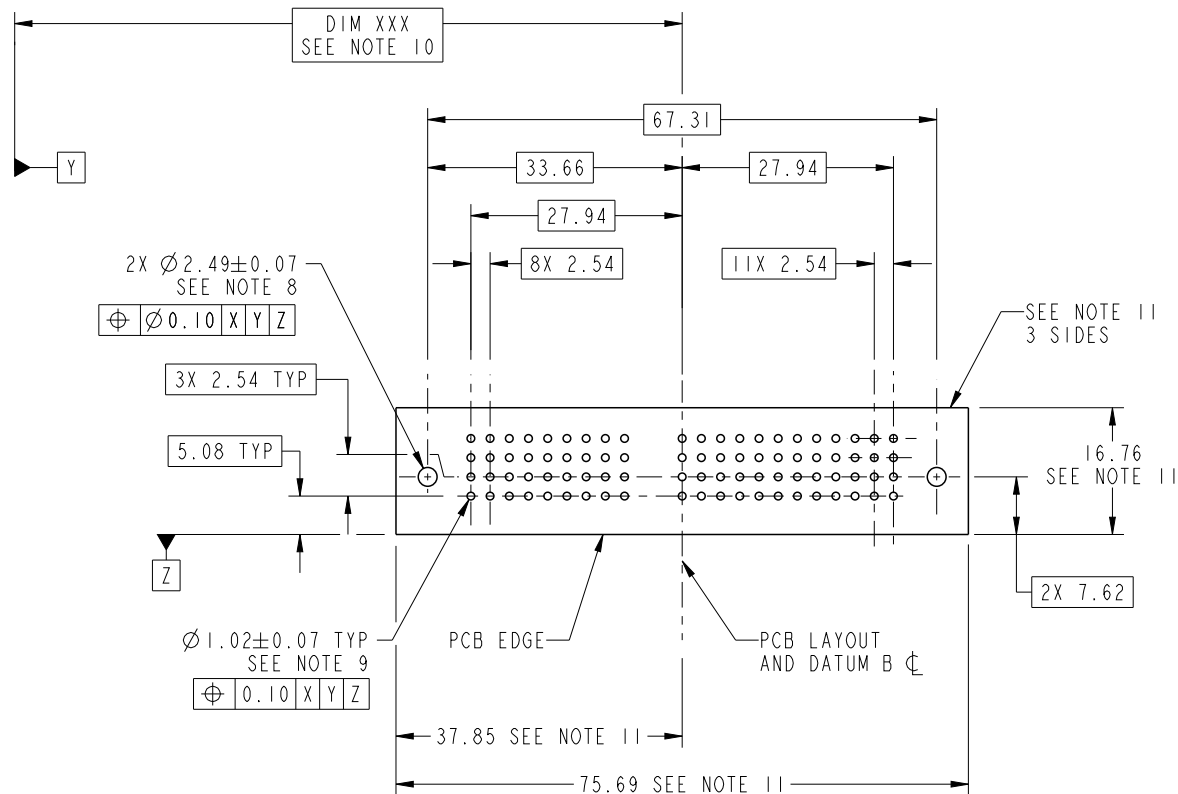 DIM XXX
SEE NOTE 10
67.31
Y
33.66
27.94
27.94
2X Ø2.49±0.07
SEE NOTE 8
⌖ Ø0.10 X Y Z
8X 2.54
11X 2.54
SEE NOTE 11
3 SIDES
3X 2.54 TYP
5.08 TYP
16.76
SEE NOTE 11
Z
2X 7.62
Ø1.02±0.07 TYP
SEE NOTE 9
⌖ 0.10 X Y Z
PCB EDGE
PCB LAYOUT
AND DATUM B ℄
37.85 SEE NOTE 11
75.69 SEE NOTE 11